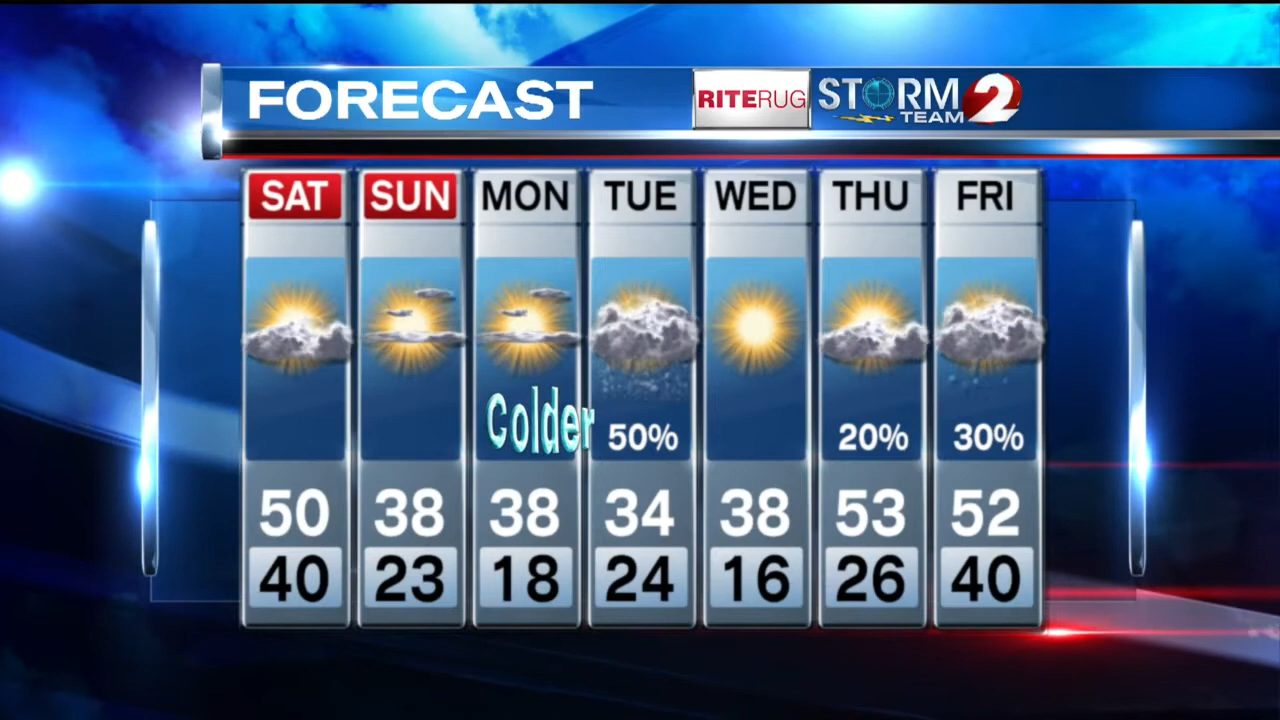 FORECAST
RITERUG
STORM
TEAM 2
SAT SUN MON TUE WED THU FRI
Colder 50% 20% 30%
50 38 38 34 38 53 52
40 23 18 24 16 26 40